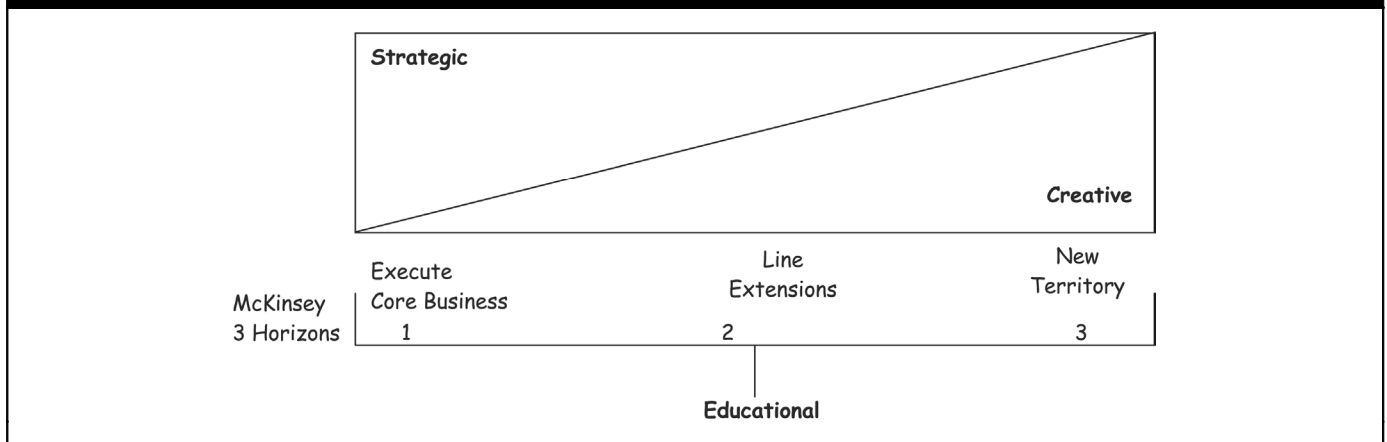 Strategic
Creative
Execute
Core Business
Line
Extensions
New
Territory
McKinsey
3 Horizons
1
2
3
Educational